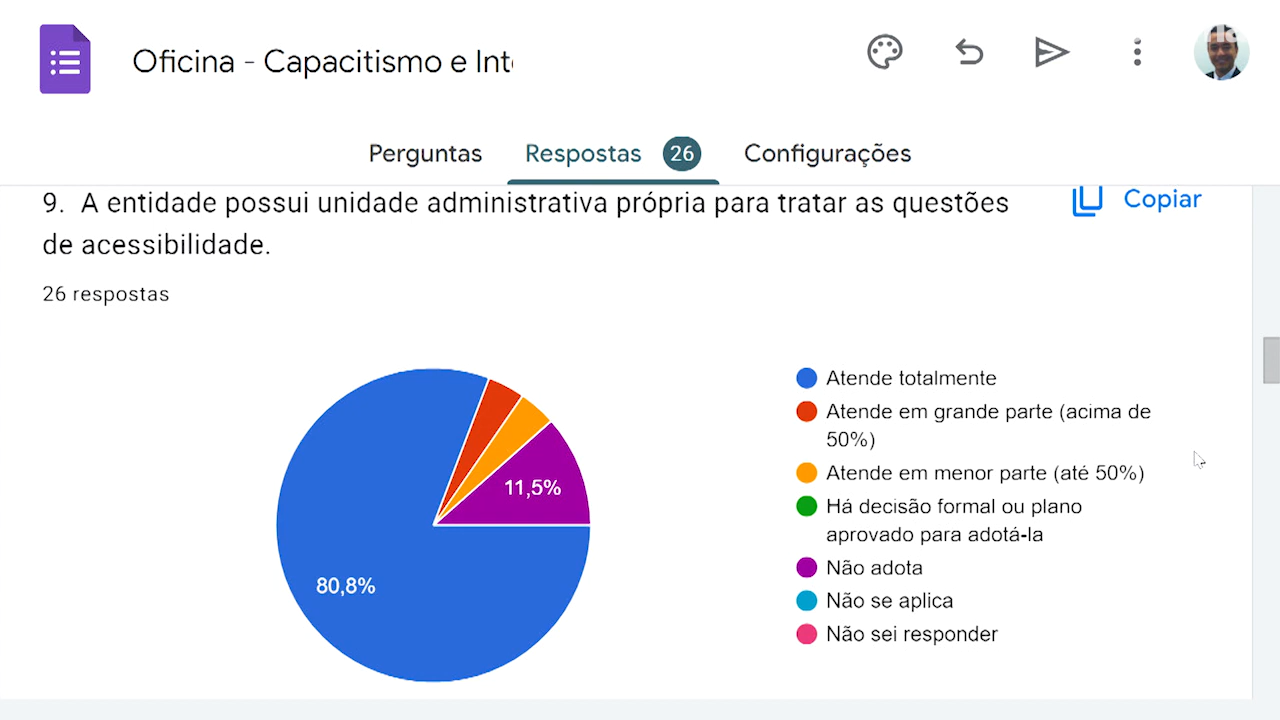 Oficina - Capacitismo e Int
Perguntas
Respostas
26
Configurações
9. A entidade possui unidade administrativa própria para tratar as questões
de acessibilidade.
Copiar
26 respostas
11,5%
80,8%
Atende totalmente
Atende em grande parte (acima de
50%)
Atende em menor parte (até 50%)
Há decisão formal ou plano
aprovado para adotá-la
Não adota
Não se aplica
Não sei responder